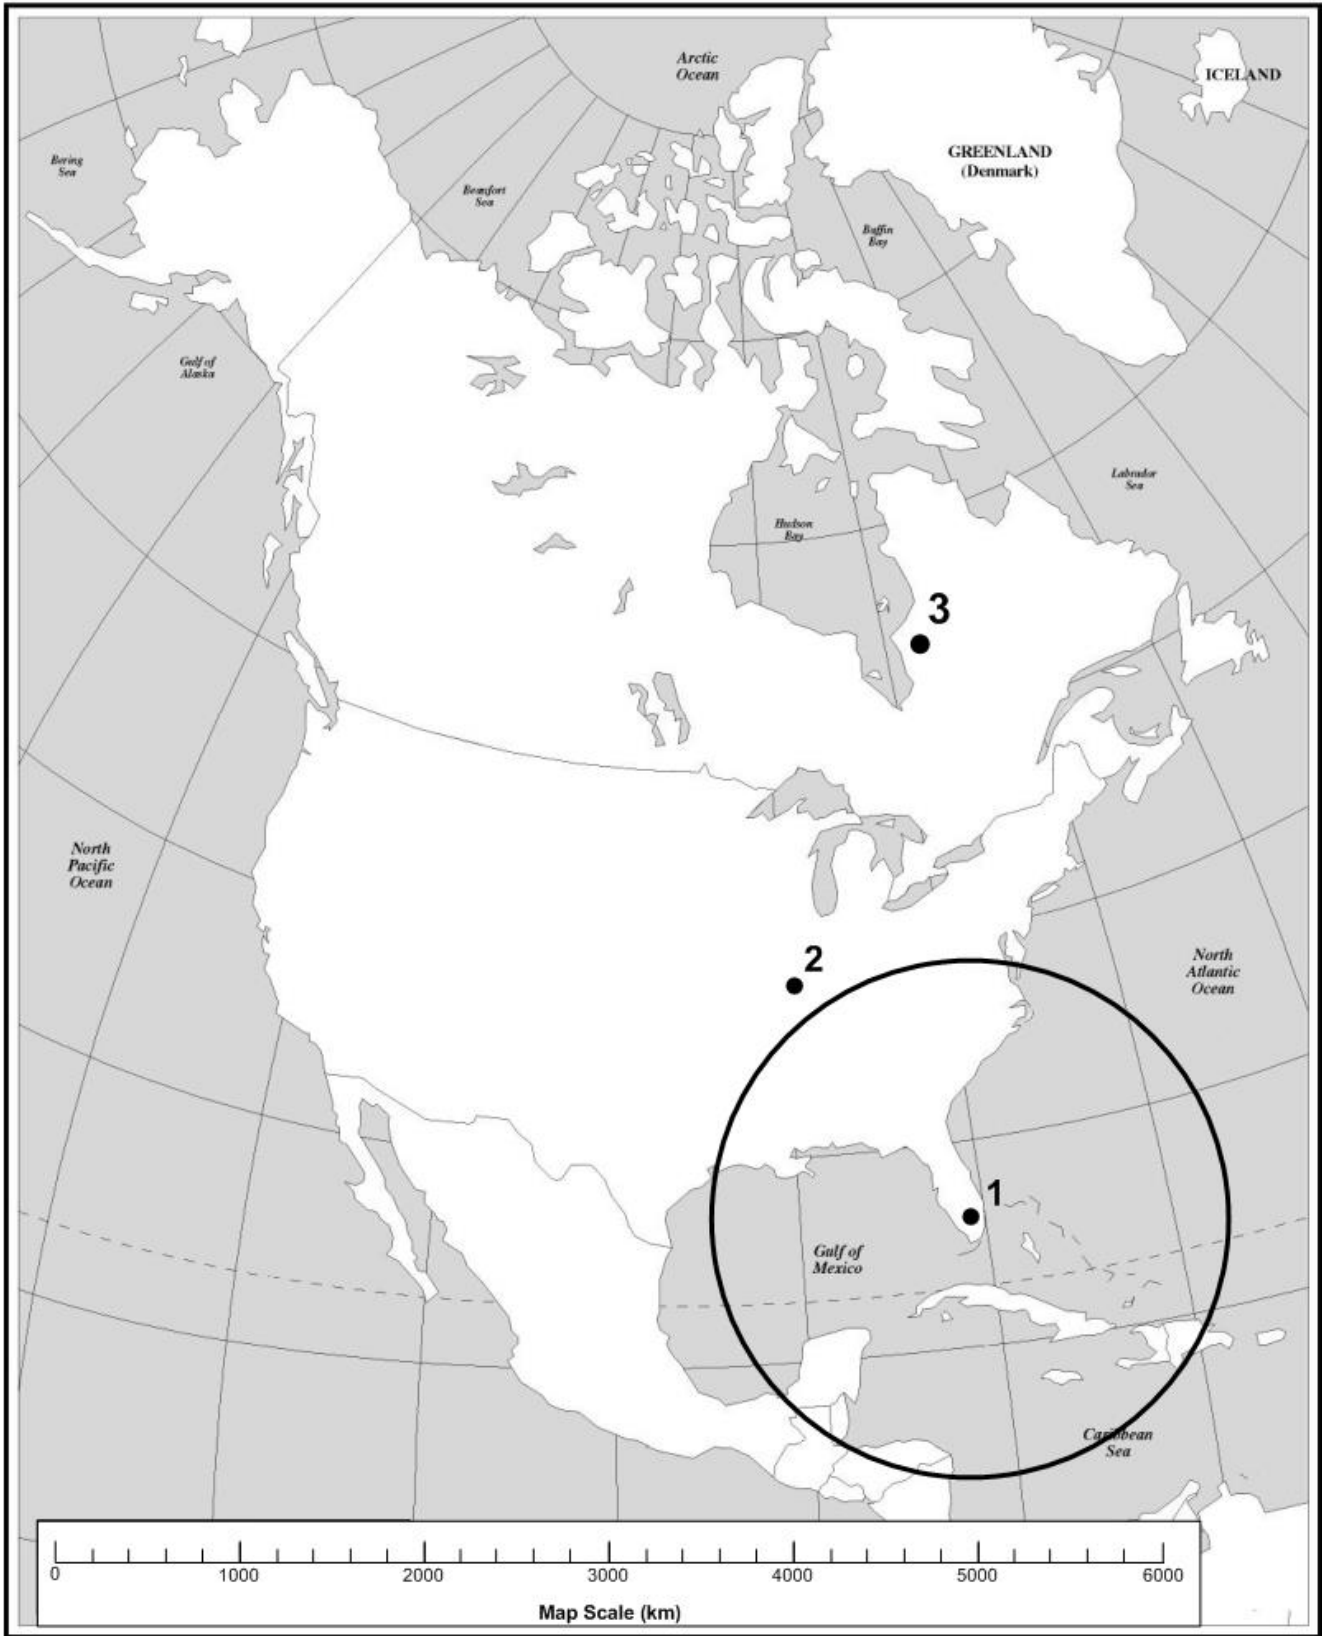 Arctic
Ocean
ICELAND
Bering
Sea
GREENLAND
(Denmark)
Beaufort
Sea
Baffin
Bay
Gulf of
Alaska
Labrador
Sea
Hudson
Bay
3
North
Pacific
Ocean
2
North
Atlantic
Ocean
1
Gulf of
Mexico
Caribbean
Sea
0 1000 2000 3000 4000 5000 6000
Map Scale (km)